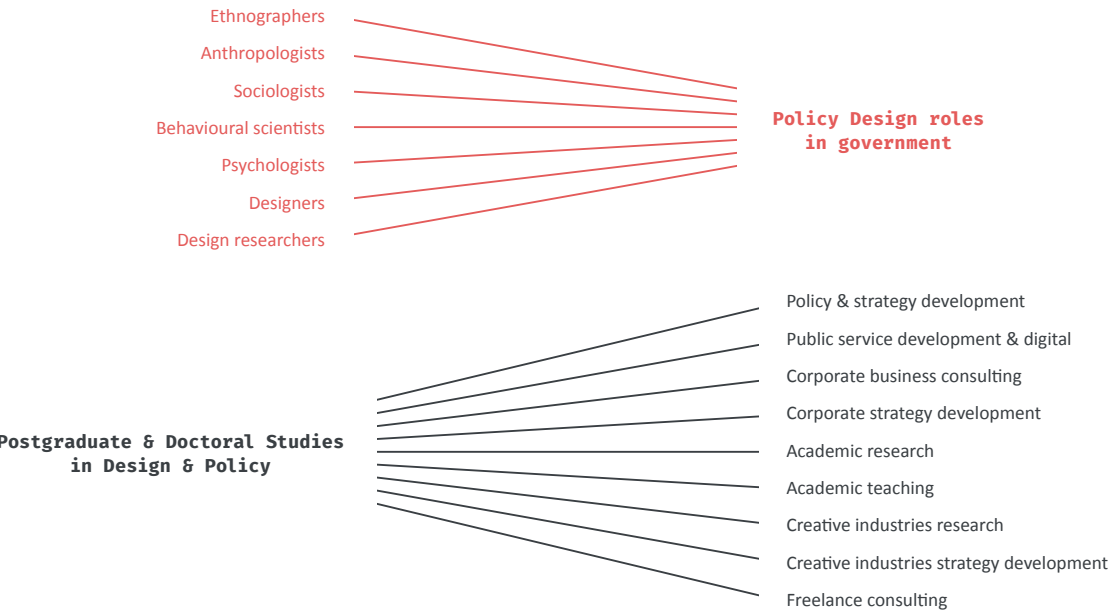 Ethnographers
Anthropologists
Sociologists
Behavioural scientists
Psychologists
Designers
Design researchers
Policy Design roles
in government
Postgraduate & Doctoral Studies
in Design & Policy
Policy & strategy development
Public service development & digital
Corporate business consulting
Corporate strategy development
Academic research
Academic teaching
Creative industries research
Creative industries strategy development
Freelance consulting